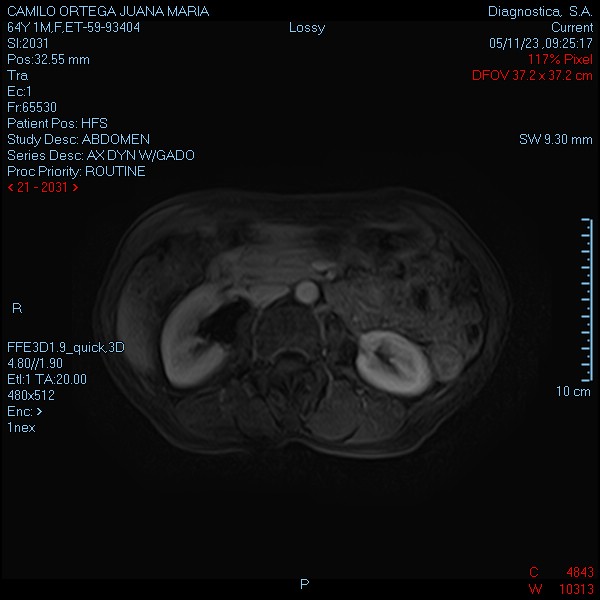 CAMILO ORTEGA JUANA MARIA
64Y 1M,F,ET-59-93404
SI:2031
Pos:32.55 mm
Tra
Ec:1
Fr:65530
Patient Pos: HFS
Study Desc: ABDOMEN
Series Desc: AX DYN W/GADO
Proc Priority: ROUTINE
< 21 - 2031 >
Lossy
Diagnostica, S.A.
Current
05/11/23 ,09:25:17
117% Pixel
DFOV 37.2 x 37.2 cm
SW 9.30 mm
R
FFE3D1.9_quick,3D
4.80//1.90
Etl:1 TA:20.00
480x512
Enc: >
1nex
10 cm
P
C 4843
W 10313